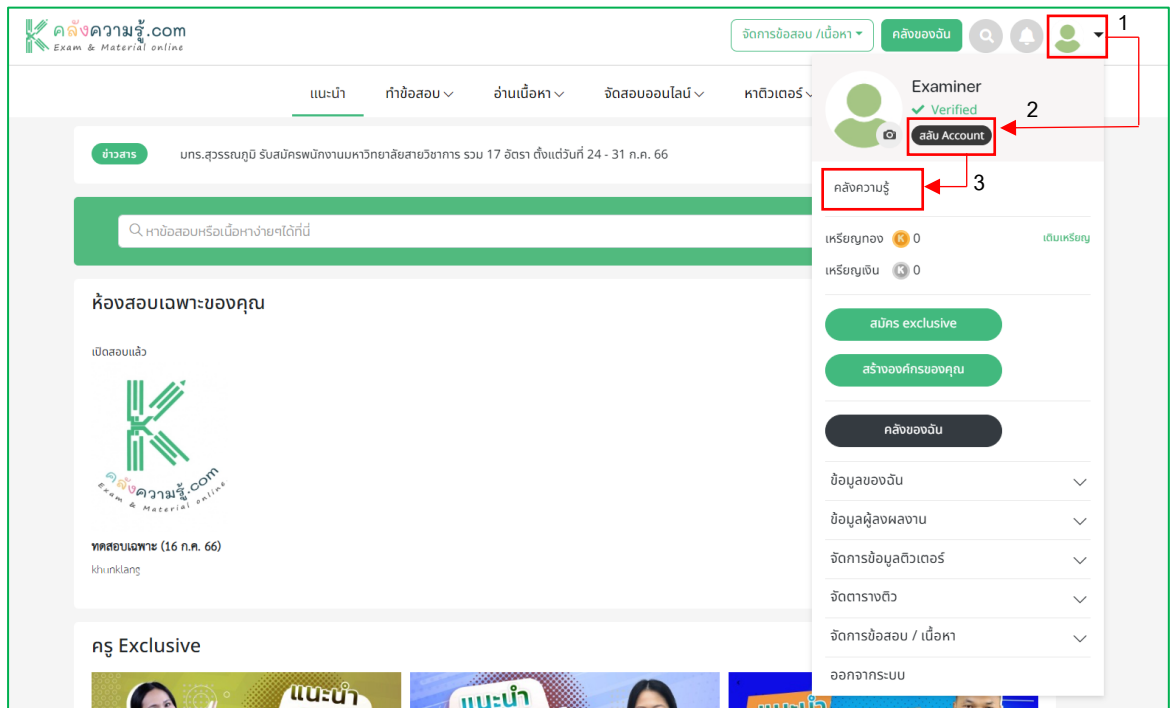 คลังความรู้.com
Exam & Material online
จัดการข้อสอบ /เนื้อหา
คลังของฉัน
1
แนะนำ ทำข้อสอบ อ่านเนื้อหา จัดสอบออนไลน์ หาติวเตอร์
Examiner
Verified
2
สลับ Account
ข่าวสาร
มทร.สุวรรณภูมิ รับสมัครพนักงานมหาวิทยาลัยสายวิชาการ รวม 17 อัตรา ตั้งแต่วันที่ 24 - 31 ก.ค. 66
คลังความรู้
3
หาข้อสอบหรือเนื้อหาง่ายๆได้ที่นี่
เหรียญทอง K 0
เติมเหรียญ
เหรียญเงิน K 0
ห้องสอบเฉพาะของคุณ
สมัคร exclusive
เปิดสอบแล้ว
สร้างองค์กรของคุณ
คลังของฉัน
คลังความรู้.com
Exam & Material online
ข้อมูลของฉัน
ข้อมูลผู้ลงผลงาน
ทดสอบเฉพาะ (16 ก.ค. 66)
khunklang
จัดการข้อมูลติวเตอร์
จัดตารางติว
จัดการข้อสอบ / เนื้อหา
ครู Exclusive
ออกจากระบบ
แนะนำ
แนะนำ
แนะนำ